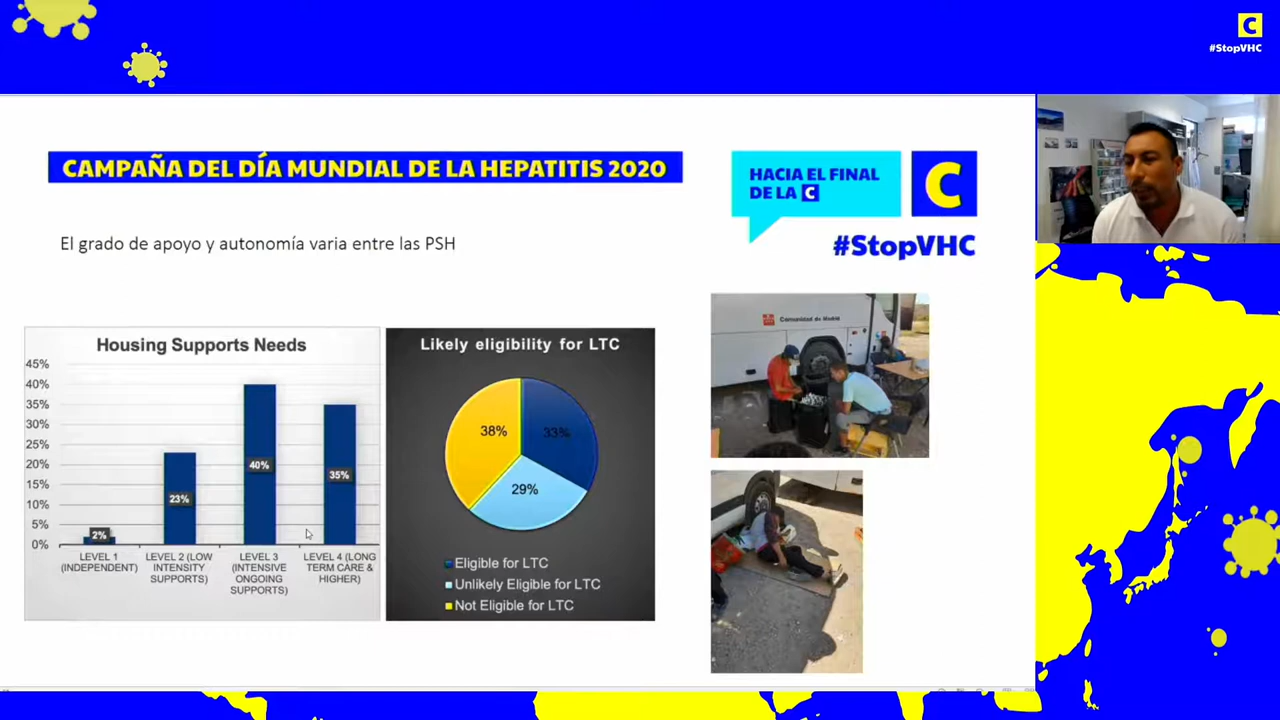 C
#StopVHC
CAMPAÑA DEL DÍA MUNDIAL DE LA HEPATITIS 2020
HACIA EL FINAL
DE LA C
C
#StopVHC
El grado de apoyo y autonomía varia entre las PSH
Housing Supports Needs
45%
40%
35%
30%
25%
20%
15%
10%
5%
0%
2%
23%
40%
35%
LEVEL 1
(INDEPENDENT)
LEVEL 2 (LOW
INTENSITY
SUPPORTS)
LEVEL 3
(INTENSIVE
ONGOING
SUPPORTS)
LEVEL 4 (LONG
TERM CARE &
HIGHER)
Likely eligibility for LTC
38%
33%
29%
Eligible for LTC
Unlikely Eligible for LTC
Not Eligible for LTC
Comunidad de Madrid